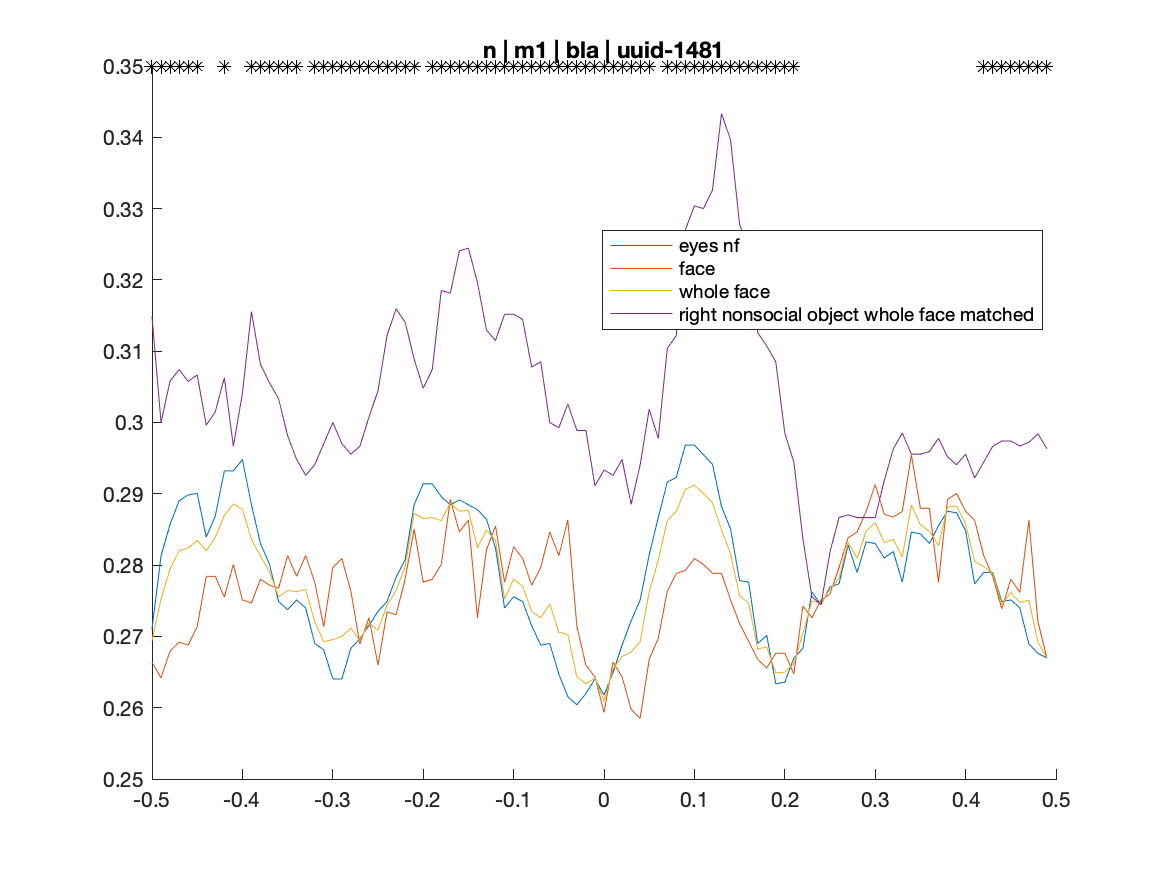 n | m1 | bla | uuid-1481
0.35
0.34
0.33
0.32
0.31
0.3
0.29
0.28
0.27
0.26
0.25
eyes nf
face
whole face
right nonsocial object whole face matched
-0.5 -0.4 -0.3 -0.2 -0.1 0 0.1 0.2 0.3 0.4 0.5